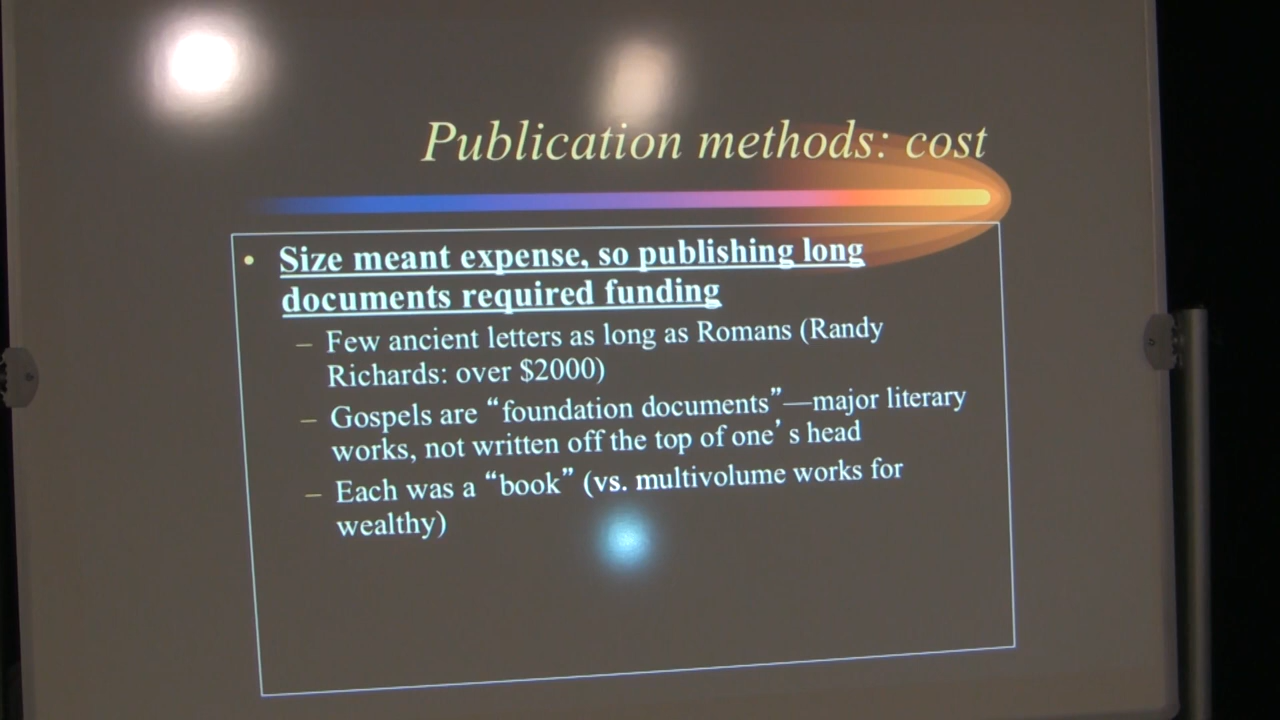 Publication methods: cost
• Size meant expense, so publishing long
documents required funding
– Few ancient letters as long as Romans (Randy
Richards: over $2000)
– Gospels are “foundation documents”—major literary
works, not written off the top of one’s head
– Each was a “book” (vs. multivolume works for
wealthy)